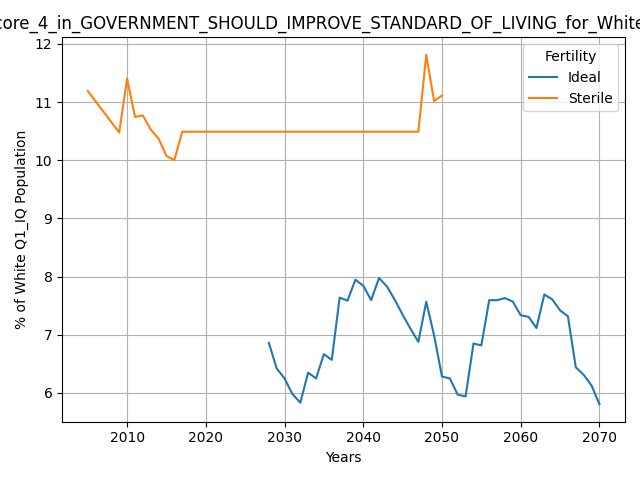 core_4_in_GOVERNMENT_SHOULD_IMPROVE_STANDARD_OF_LIVING_for_White
12
11
10
9
8
7
6
% of White Q1_IQ Population
Fertility
Ideal
Sterile
2010 2020 2030 2040 2050 2060 2070
Years